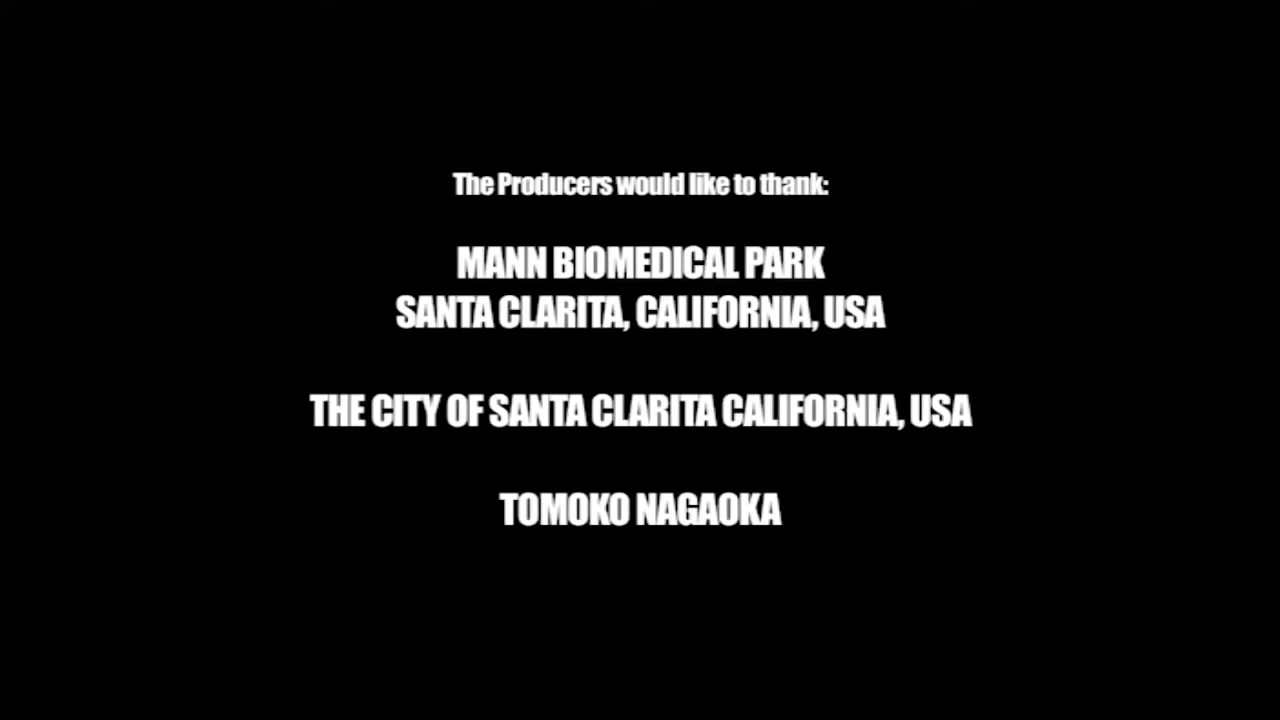 The Producers would like to thank:
MANN BIOMEDICAL PARK
SANTA CLARITA, CALIFORNIA, USA
THE CITY OF SANTA CLARITA CALIFORNIA, USA
TOMOKO NAGAOKA